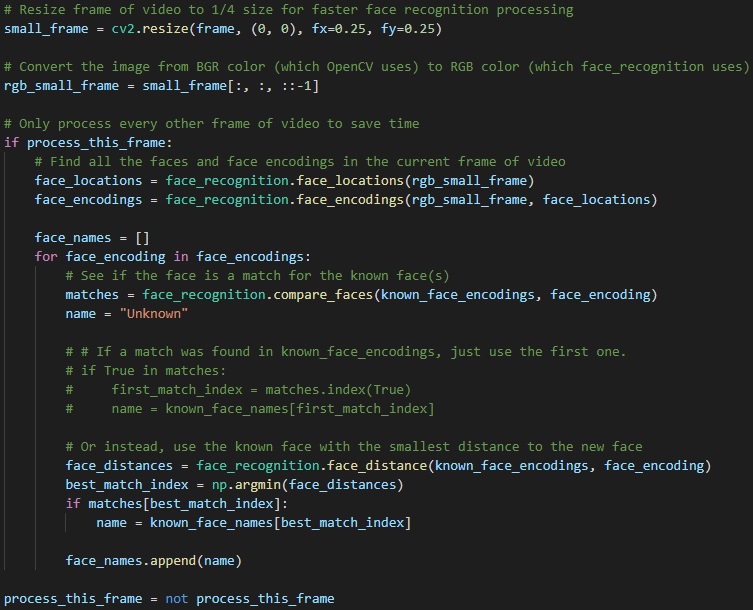 # Resize frame of video to 1/4 size for faster face recognition processing
small_frame = cv2.resize(frame, (0, 0), fx=0.25, fy=0.25)

# Convert the image from BGR color (which OpenCV uses) to RGB color (which face_recognition uses)
rgb_small_frame = small_frame[:, :, ::-1]

# Only process every other frame of video to save time
if process_this_frame:
    # Find all the faces and face encodings in the current frame of video
    face_locations = face_recognition.face_locations(rgb_small_frame)
    face_encodings = face_recognition.face_encodings(rgb_small_frame, face_locations)

    face_names = []
    for face_encoding in face_encodings:
        # See if the face is a match for the known face(s)
        matches = face_recognition.compare_faces(known_face_encodings, face_encoding)
        name = "Unknown"

        # # If a match was found in known_face_encodings, just use the first one.
        # if True in matches:
        #     first_match_index = matches.index(True)
        #     name = known_face_names[first_match_index]

        # Or instead, use the known face with the smallest distance to the new face
        face_distances = face_recognition.face_distance(known_face_encodings, face_encoding)
        best_match_index = np.argmin(face_distances)
        if matches[best_match_index]:
            name = known_face_names[best_match_index]

        face_names.append(name)

process_this_frame = not process_this_frame